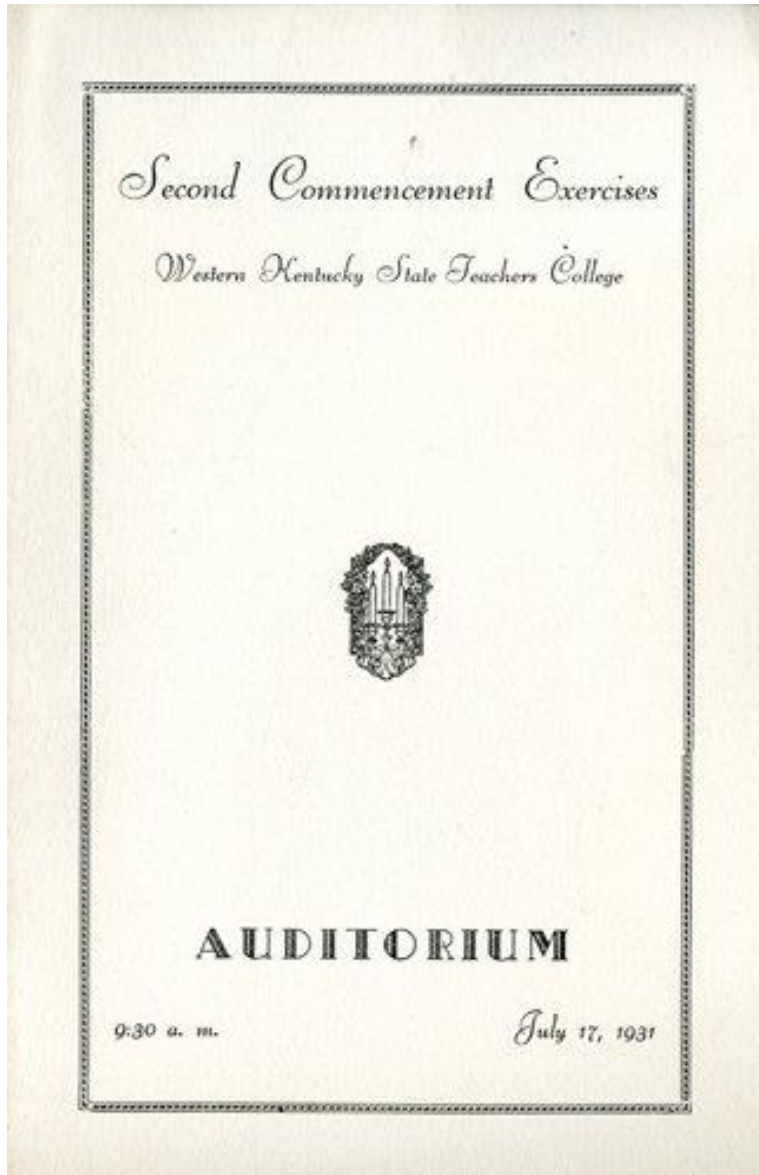 Second Commencement Exercises
Western Kentucky State Teachers College
AUDITORIUM
9:30 a. m. July 17, 1931